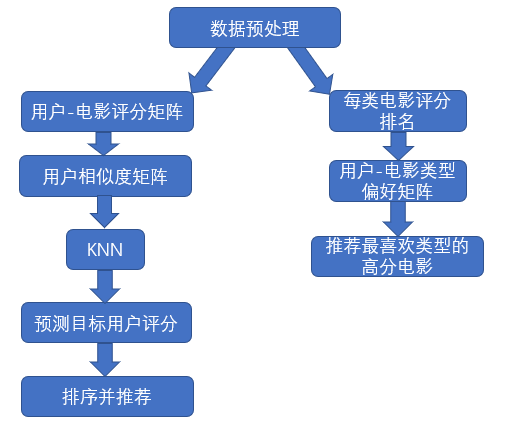 数据预处理
用户-电影评分矩阵
用户相似度矩阵
KNN
预测目标用户评分
排序并推荐
每类电影评分
排名
用户-电影类型
偏好矩阵
推荐最喜欢类型的
高分电影